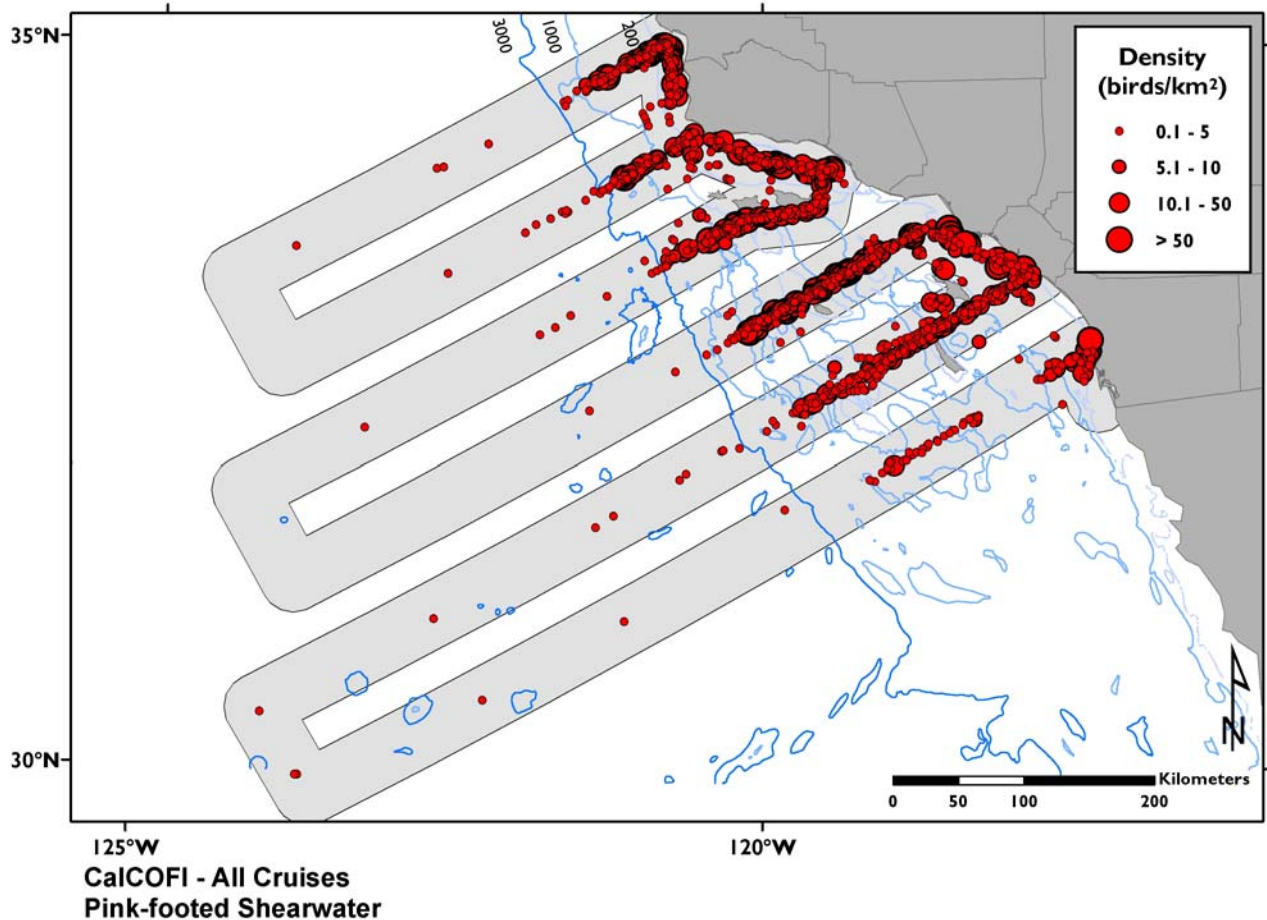 35°N
30°N
125°W
120°W
3000
1000
200
Density
(birds/km²)
0.1 - 5
5.1 - 10
10.1 - 50
> 50
N
Kilometers
0 50 100 200
CalCOFI - All Cruises
Pink-footed Shearwater